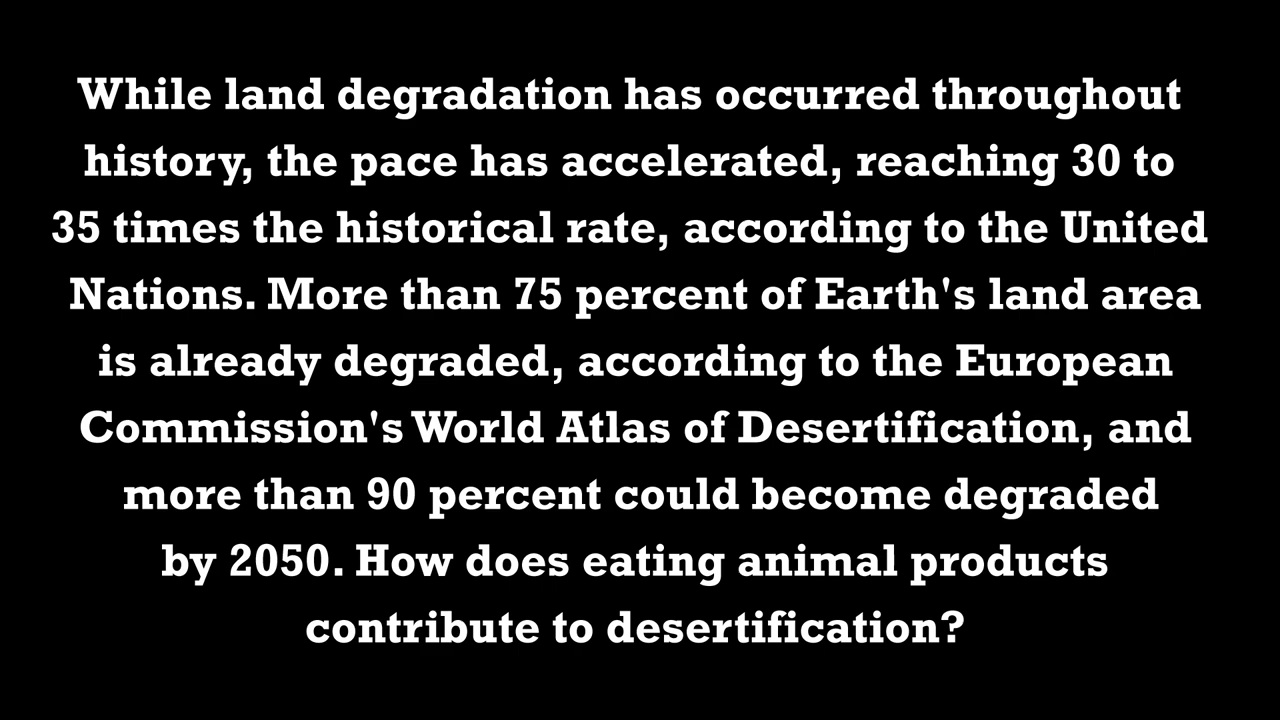 While land degradation has occurred throughout
history, the pace has accelerated, reaching 30 to
35 times the historical rate, according to the United
Nations. More than 75 percent of Earth's land area
is already degraded, according to the European
Commission's World Atlas of Desertification, and
more than 90 percent could become degraded
by 2050. How does eating animal products
contribute to desertification?